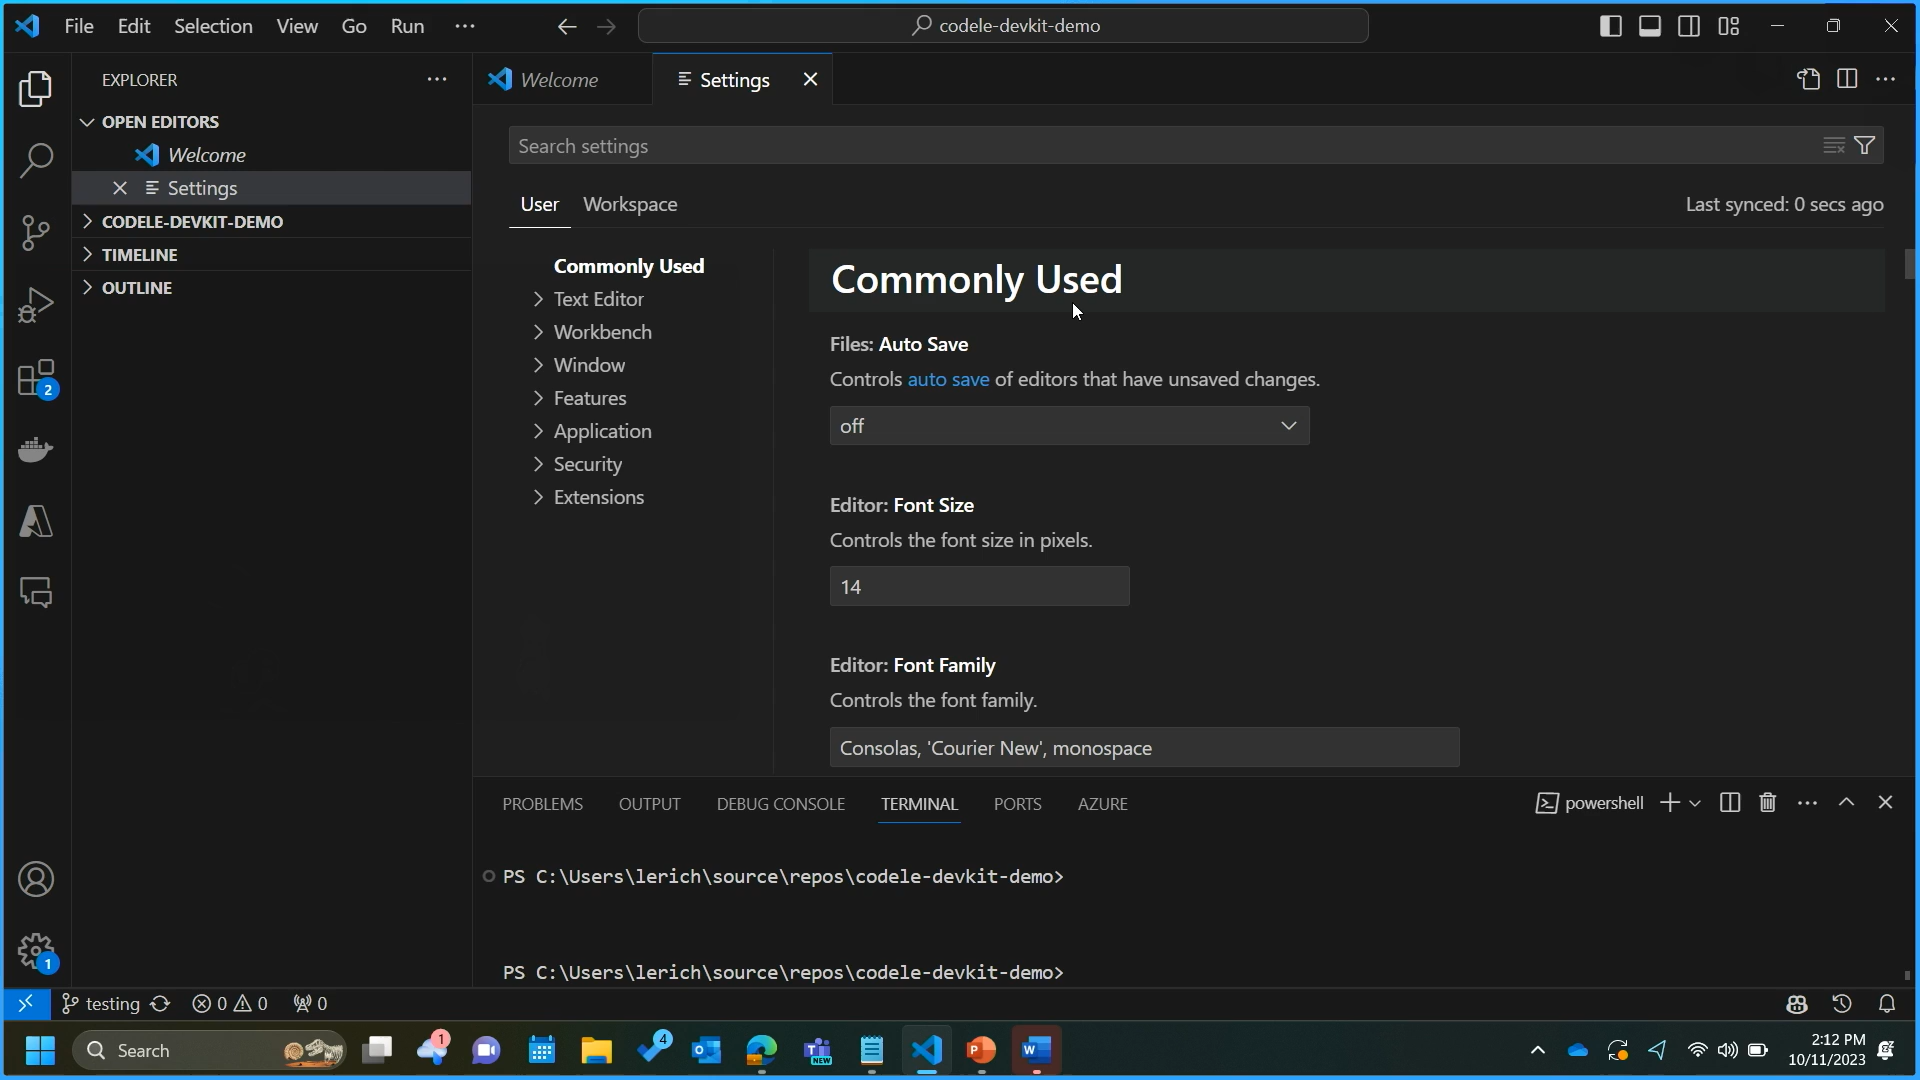 File Edit Selection View Go Run ···
codele-devkit-demo
EXPLORER
OPEN EDITORS
Welcome
Settings
CODELE-DEVKIT-DEMO
TIMELINE
OUTLINE
2
1
Welcome
Settings
Search settings
User Workspace
Last synced: 0 secs ago
Commonly Used
Text Editor
Workbench
Window
Features
Application
Security
Extensions
Commonly Used
Files: Auto Save
Controls auto save of editors that have unsaved changes.
off
Editor: Font Size
Controls the font size in pixels.
14
Editor: Font Family
Controls the font family.
Consolas, 'Courier New', monospace
PROBLEMS OUTPUT DEBUG CONSOLE TERMINAL PORTS AZURE
powershell
PS C:\Users\lerich\source\repos\codele-devkit-demo>
PS C:\Users\lerich\source\repos\codele-devkit-demo>
testing 0 0 0
Search
1
4
NEW
2:12 PM
10/11/2023